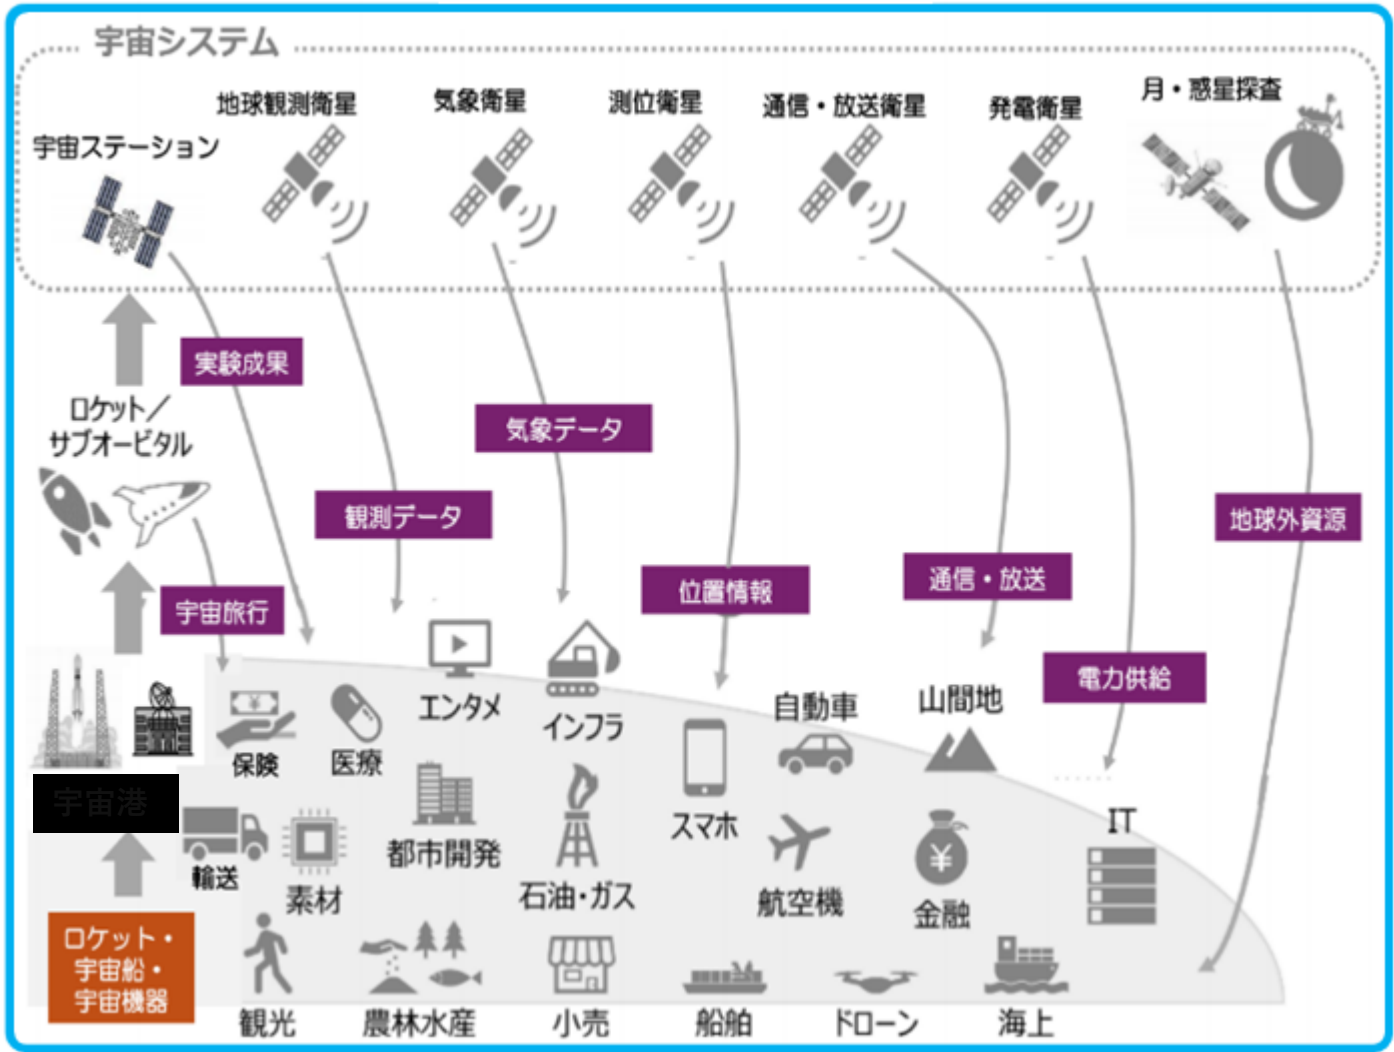 宇宙システム
地球観測衛星
気象衛星
測位衛星
通信・放送衛星
発電衛星
月・惑星探査
宇宙ステーション
実験成果
ロケット／
サブオービタル
気象データ
観測データ
地球外資源
位置情報
通信・放送
宇宙旅行
電力供給
エンタメ
インフラ
自動車
山間地
保険
医療
宇宙港
スマホ
IT
都市開発
輸送
素材
石油・ガス
航空機
金融
ロケット・
宇宙船・
宇宙機器
観光
農林水産
小売
船舶
ドローン
海上